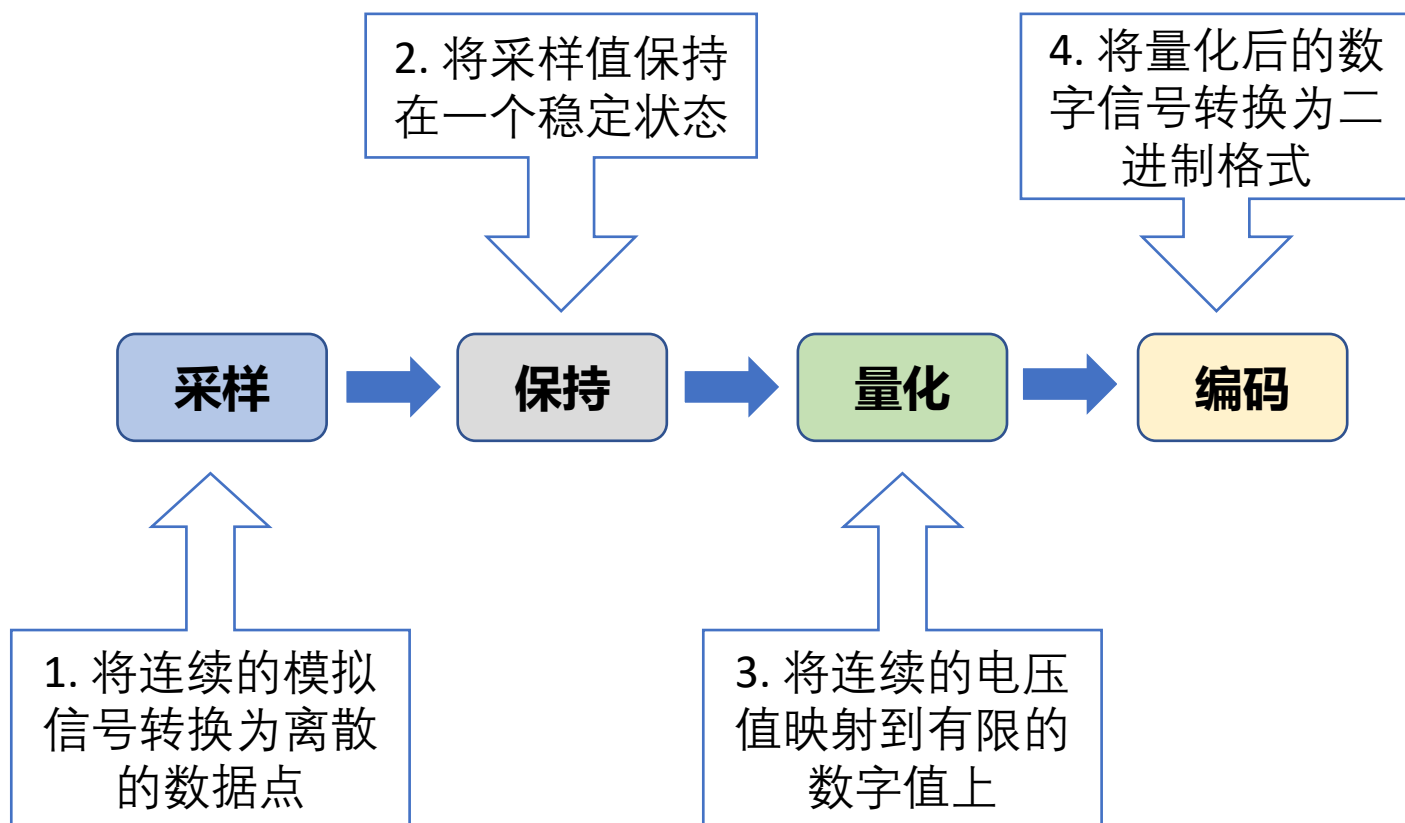 2. 将采样值保持
在一个稳定状态
4. 将量化后的数
字信号转换为二
进制格式
采样
保持
量化
编码
1. 将连续的模拟
信号转换为离散
的数据点
3. 将连续的电压
值映射到有限的
数字值上